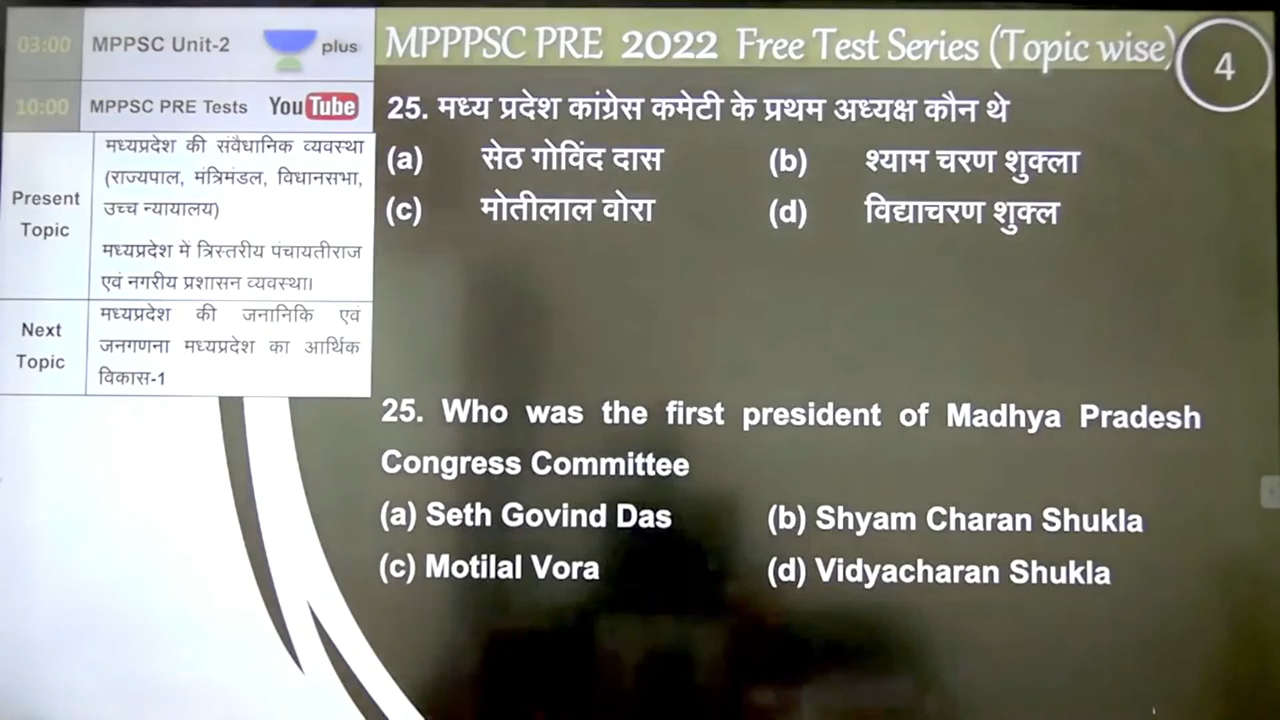 03:00 MPPSC Unit-2 plus
10:00 MPPSC PRE Tests YouTube
Present Topic
मध्यप्रदेश की संवैधानिक व्यवस्था
(राज्यपाल, मंत्रिमंडल, विधानसभा,
उच्च न्यायालय)
मध्यप्रदेश में त्रिस्तरीय पंचायतीराज
एवं नगरीय प्रशासन व्यवस्था।
Next Topic
मध्यप्रदेश की जनानिकि एवं
जनगणना मध्यप्रदेश का आर्थिक
विकास-1
MPPPSC PRE 2022 Free Test Series (Topic wise)
4
25. मध्य प्रदेश कांग्रेस कमेटी के प्रथम अध्यक्ष कौन थे
(a) सेठ गोविंद दास (b) श्याम चरण शुक्ला
(c) मोतीलाल वोरा (d) विद्याचरण शुक्ल
25. Who was the first president of Madhya Pradesh
Congress Committee
(a) Seth Govind Das (b) Shyam Charan Shukla
(c) Motilal Vora (d) Vidyacharan Shukla